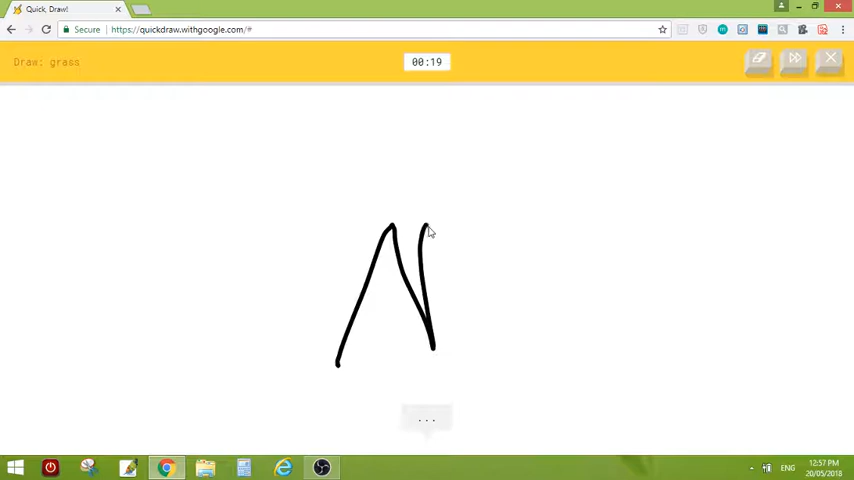 Quick, Draw!
Secure
https://quickdraw.withgoogle.com/#
Draw: grass
00:19
...
ENG
12:57 PM
20/05/2018